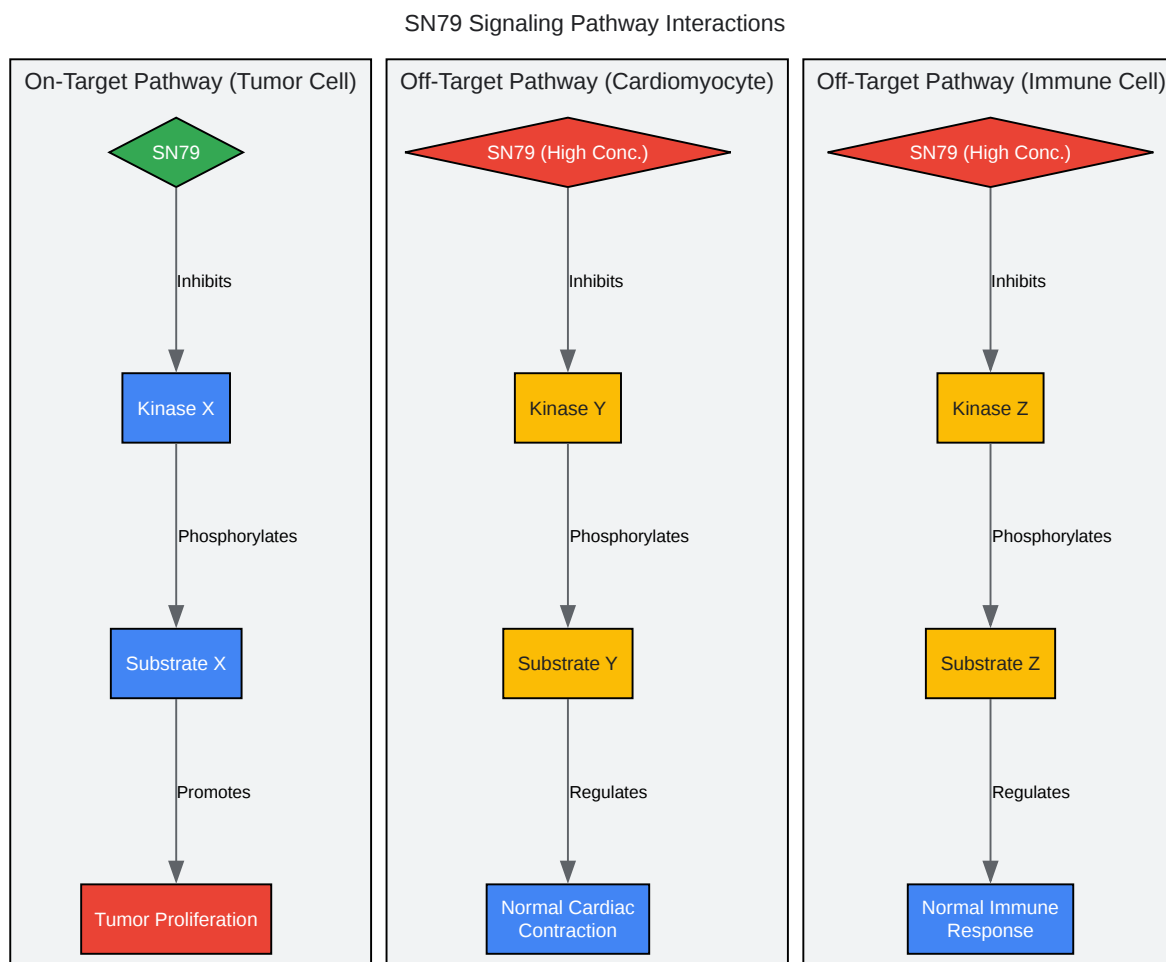 SN79 Signaling Pathway Interactions
On-Target Pathway (Tumor Cell)
SN79
Inhibits
Kinase X
Phosphorylates
Substrate X
Promotes
Tumor Proliferation
Off-Target Pathway (Cardiomyocyte)
SN79 (High Conc.)
Inhibits
Kinase Y
Phosphorylates
Substrate Y
Regulates
Normal Cardiac
Contraction
Off-Target Pathway (Immune Cell)
SN79 (High Conc.)
Inhibits
Kinase Z
Phosphorylates
Substrate Z
Regulates
Normal Immune
Response